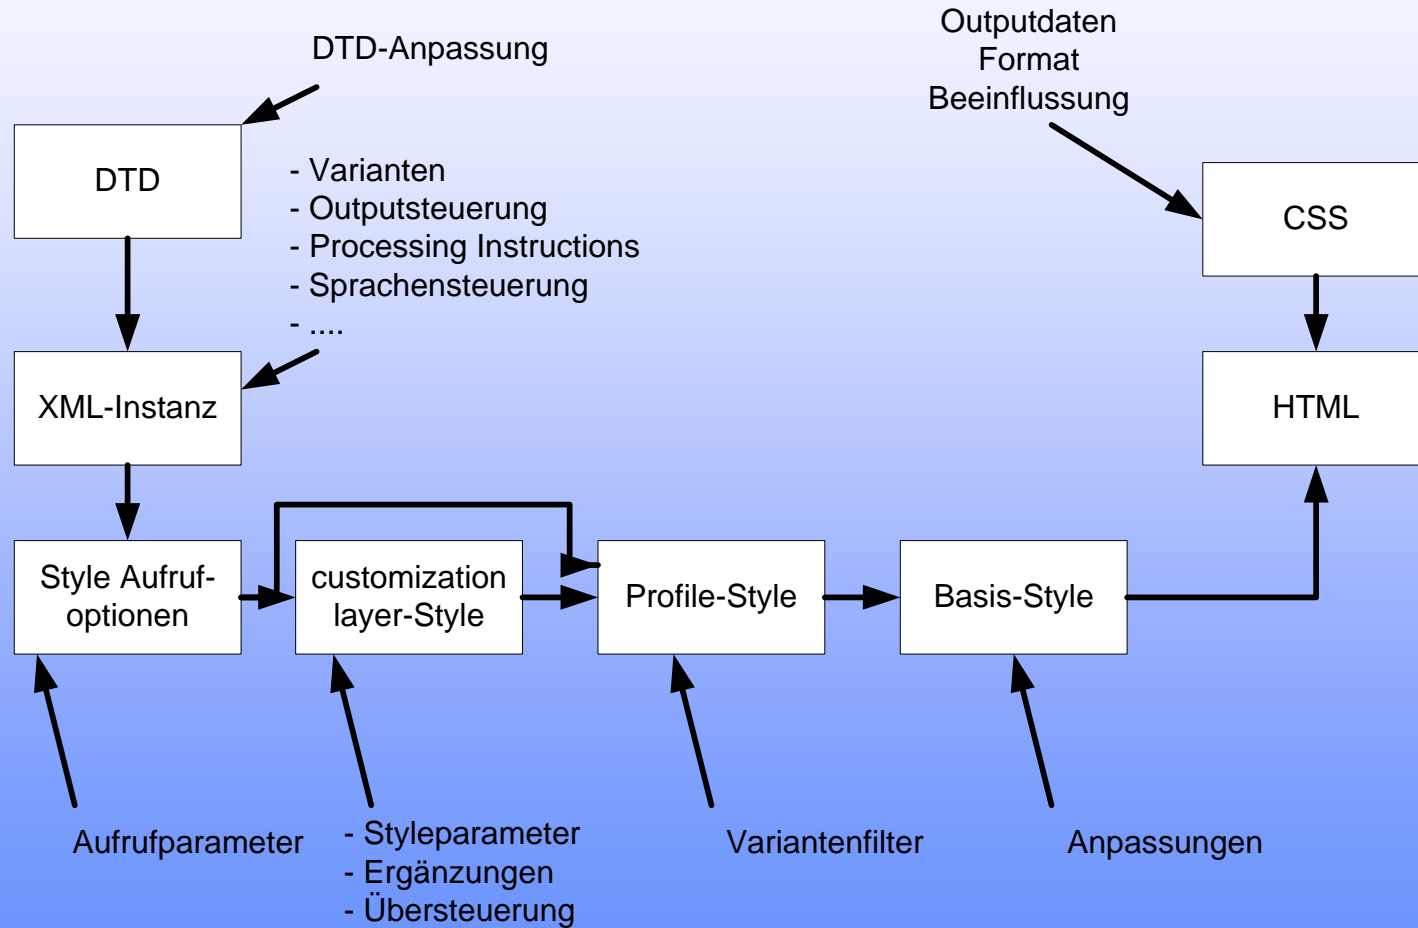 DTD-Anpassung
Outputdaten
Format
Beeinflussung
DTD
- Varianten
- Outputsteuerung
- Processing Instructions
- Sprachensteuerung
- ....
CSS
XML-Instanz
HTML
Style Aufruf-
optionen
customization
layer-Style
Profile-Style
Basis-Style
Aufrufparameter
- Styleparameter
- Ergänzungen
- Übersteuerung
Variantenfilter
Anpassungen